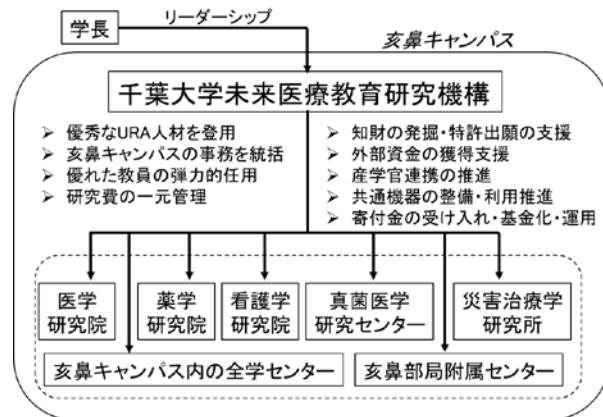 学長
リーダーシップ
亥鼻キャンパス
千葉大学未来医療教育研究機構
➢ 優秀なURA人材を登用
➢ 亥鼻キャンパスの事務を統括
➢ 優れた教員の弾力的任用
➢ 研究費の一元管理
➢ 知財の発掘・特許出願の支援
➢ 外部資金の獲得支援
➢ 産学官連携の推進
➢ 共通機器の整備・利用推進
➢ 寄付金の受け入れ・基金化・運用
医学
研究院
薬学
研究院
看護学
研究院
真菌医学
研究センター
災害治療学
研究所
亥鼻キャンパス内の全学センター
亥鼻部局附属センター